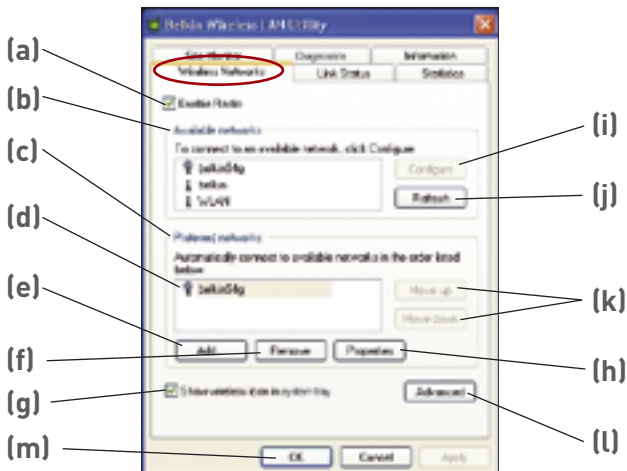 Belkin Wireless LAN Utility
Site Monitor Diagnostics Information
Wireless Networks Link Status Statistics
(a)
Enable Radio
(b)
Available networks
To connect to an available network, click Configure
(c)
belkin54g
belkin
WLAN
Configure
(i)
Refresh
(j)
(d)
Preferred networks
Automatically connect to available networks in the order listed
below
belkin54g
(e)
Move up
Move down
(k)
Add... Remove Properties
(f)
(h)
(g)
Show wireless icon in system tray
Advanced
(l)
(m)
OK Cancel Apply